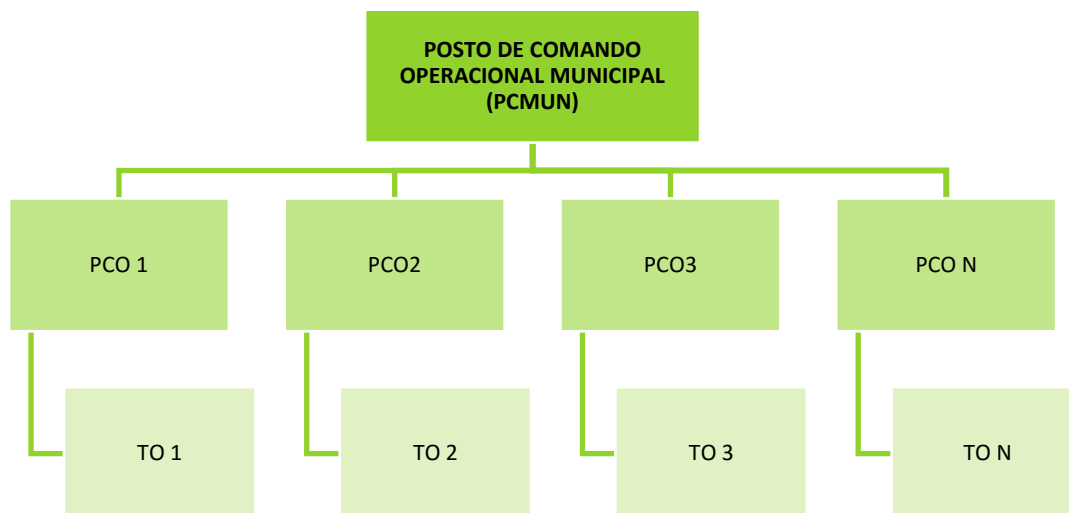 POSTO DE COMANDO
OPERACIONAL MUNICIPAL
(PCMUN)
PCO 1
PCO2
PCO3
PCO N
TO 1
TO 2
TO 3
TO N